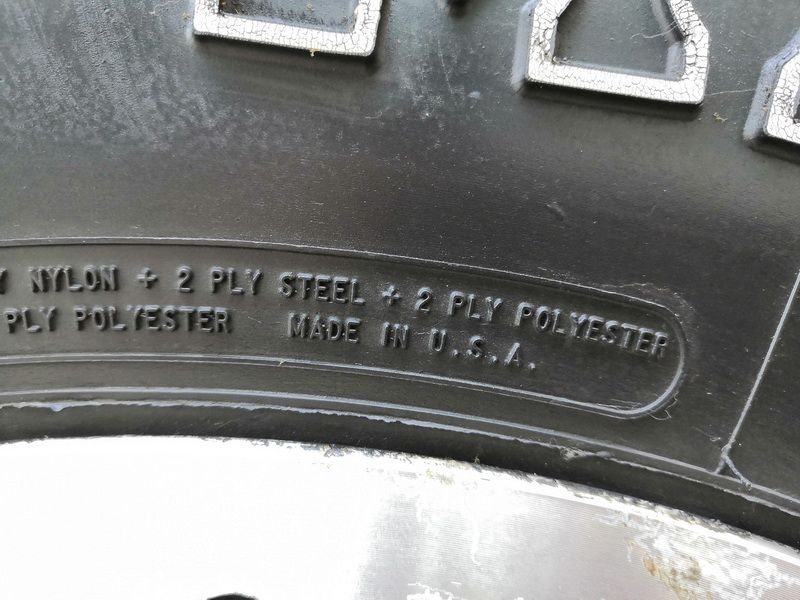 NYLON + 2 PLY STEEL + 2 PLY POLYESTER
PLY POLYESTER MADE IN U.S.A.